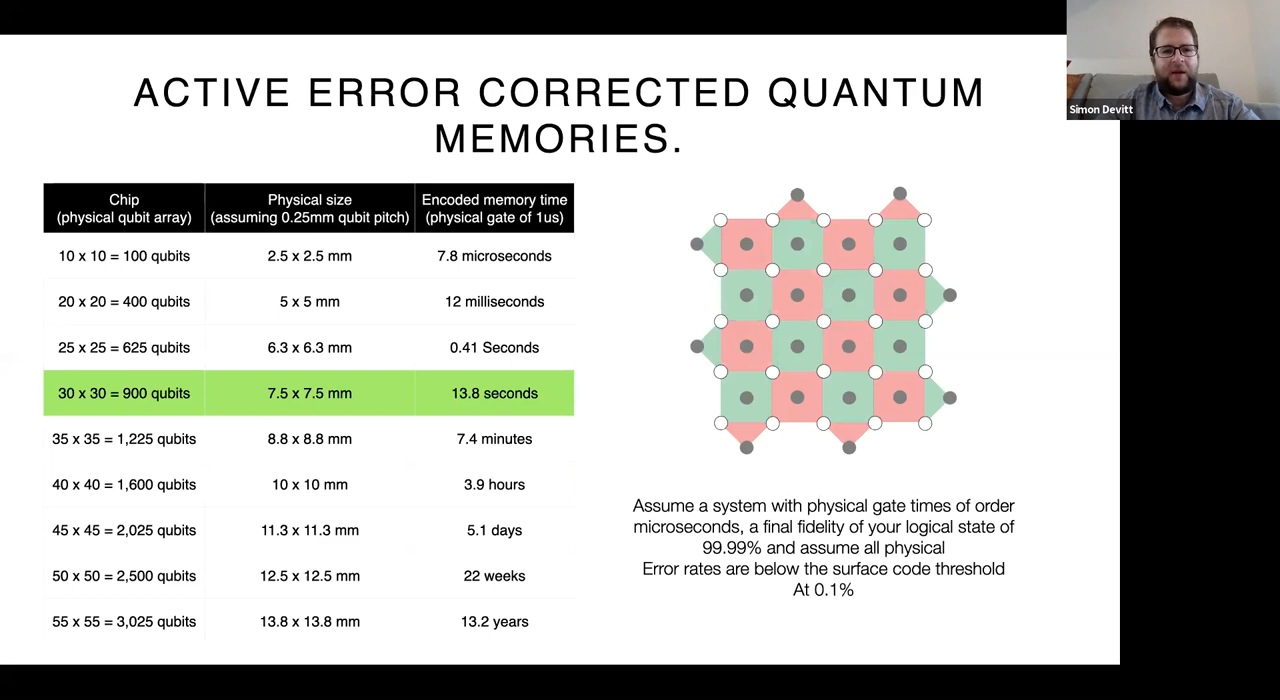 ACTIVE ERROR CORRECTED QUANTUM
MEMORIES.
Simon Devitt
Chip
(physical qubit array)
Physical size
(assuming 0.25mm qubit pitch)
Encoded memory time
(physical gate of 1us)
10 x 10 = 100 qubits
2.5 x 2.5 mm
7.8 microseconds
20 x 20 = 400 qubits
5 x 5 mm
12 milliseconds
25 x 25 = 625 qubits
6.3 x 6.3 mm
0.41 Seconds
30 x 30 = 900 qubits
7.5 x 7.5 mm
13.8 seconds
35 x 35 = 1,225 qubits
8.8 x 8.8 mm
7.4 minutes
40 x 40 = 1,600 qubits
10 x 10 mm
3.9 hours
45 x 45 = 2,025 qubits
11.3 x 11.3 mm
5.1 days
50 x 50 = 2,500 qubits
12.5 x 12.5 mm
22 weeks
55 x 55 = 3,025 qubits
13.8 x 13.8 mm
13.2 years
Assume a system with physical gate times of order
microseconds, a final fidelity of your logical state of
99.99% and assume all physical
Error rates are below the surface code threshold
At 0.1%